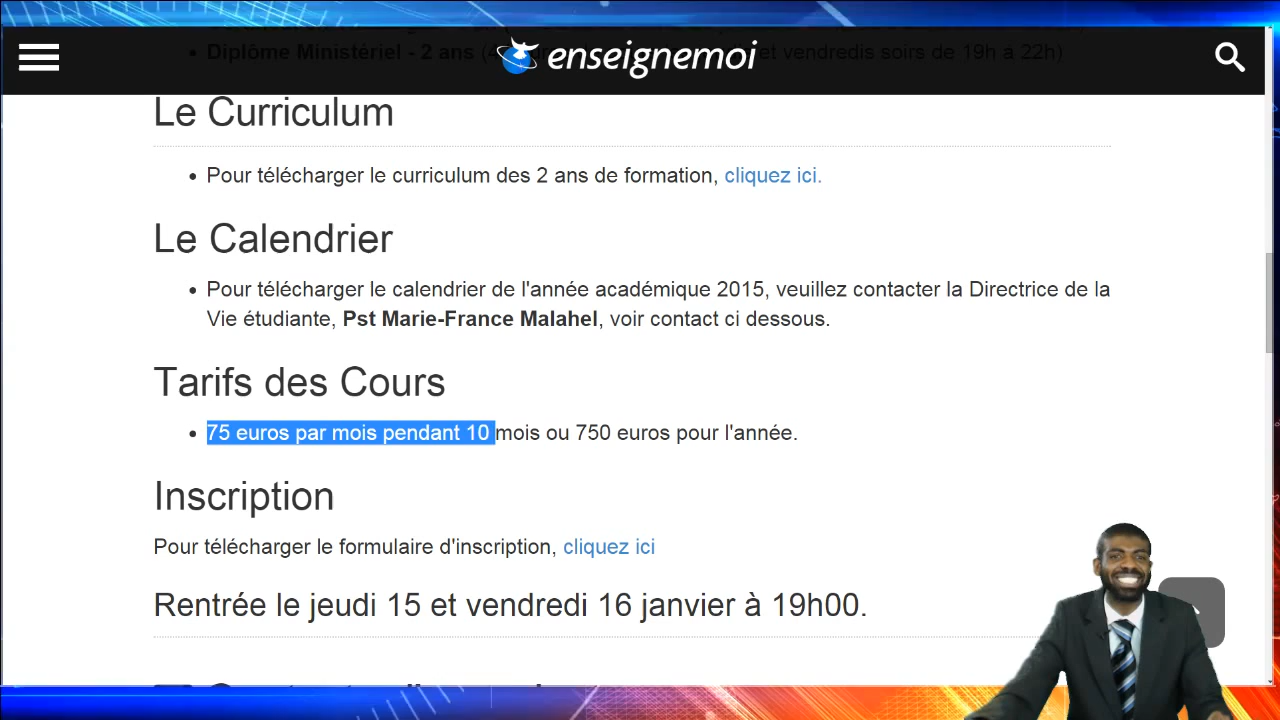 Diplôme Ministériel - 2 ans
et vendredis soirs de 19h à 22h)
enseignemoi
Le Curriculum
Pour télécharger le curriculum des 2 ans de formation, cliquez ici.
Le Calendrier
Pour télécharger le calendrier de l'année académique 2015, veuillez contacter la Directrice de la
Vie étudiante, Pst Marie-France Malahel, voir contact ci dessous.
Tarifs des Cours
75 euros par mois pendant 10 mois ou 750 euros pour l'année.
Inscription
Pour télécharger le formulaire d'inscription, cliquez ici
Rentrée le jeudi 15 et vendredi 16 janvier à 19h00.